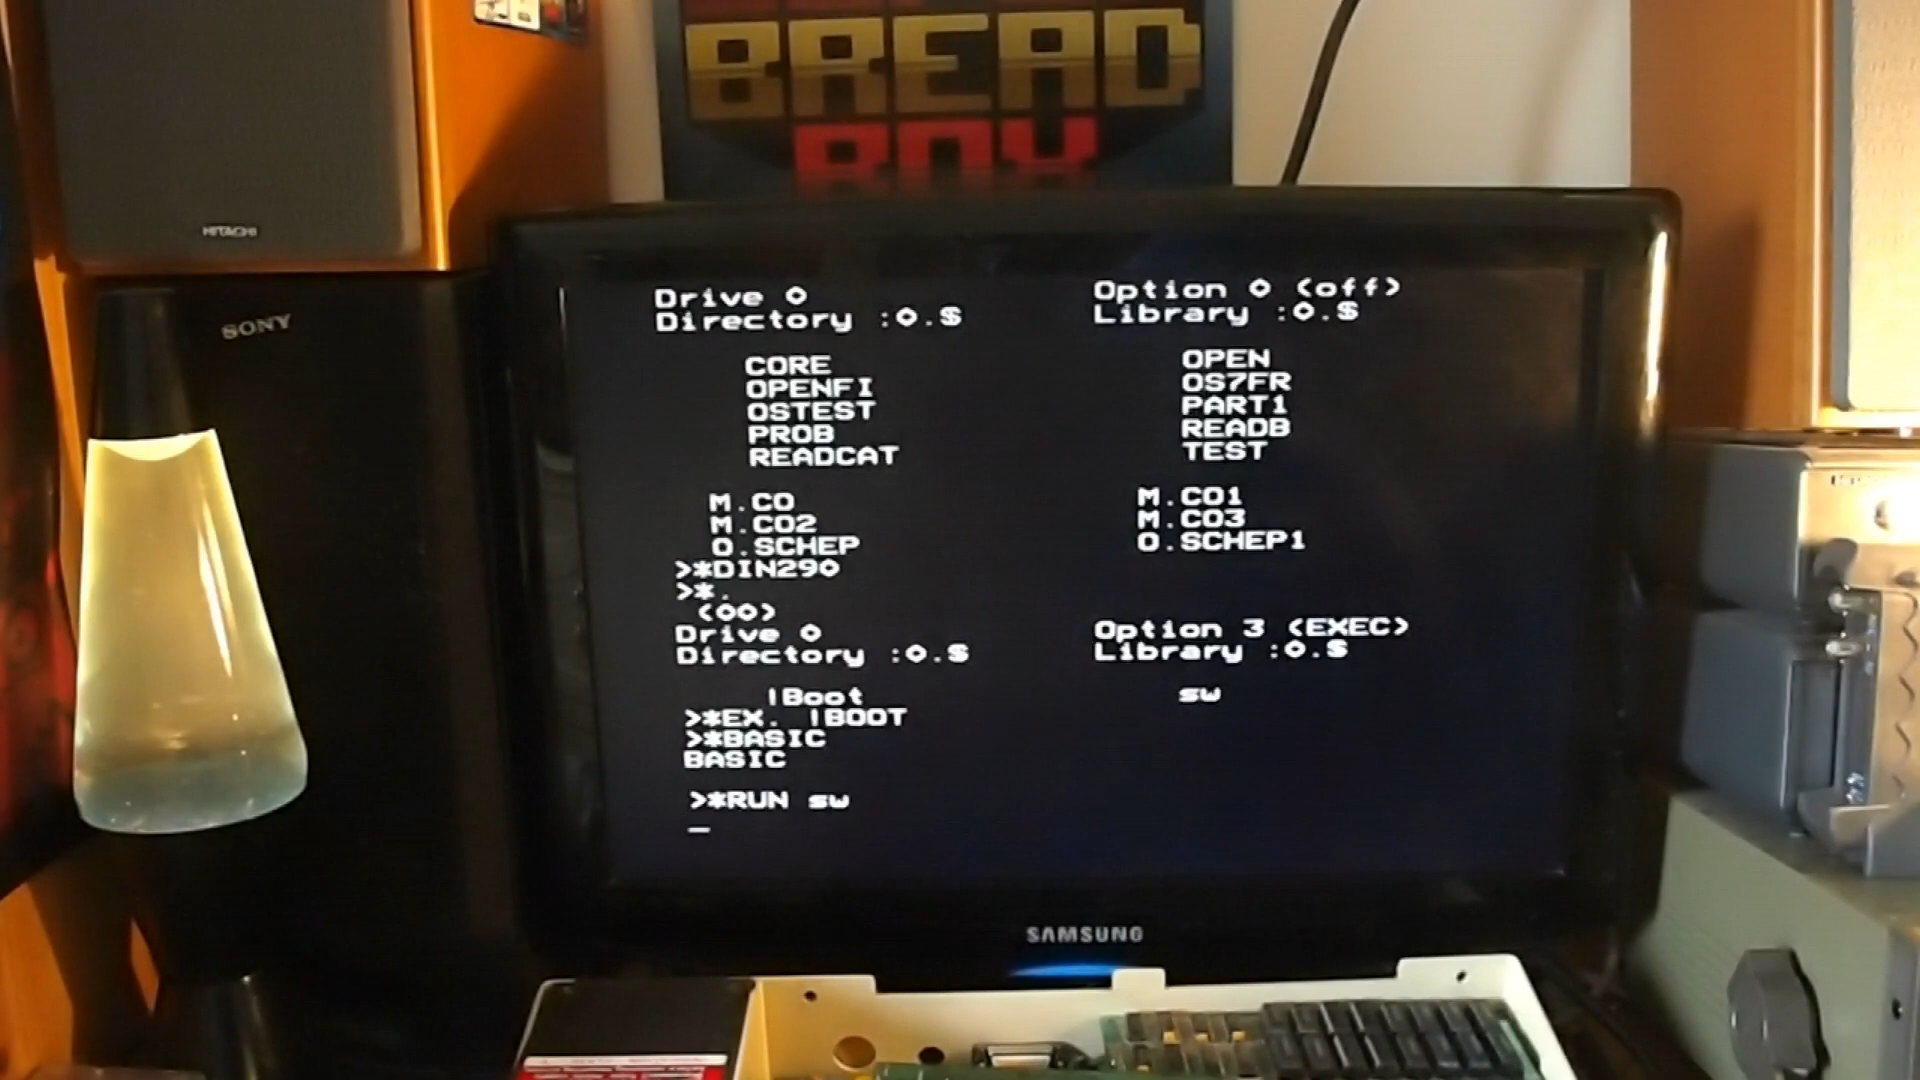 BREAD
BOX
HITACHI
SONY
Drive 0 Option 0 (off)
Directory :0.$ Library :0.$
CORE OPEN
OPENFI OS7FR
OSTEST PART1
PROB READB
READCAT TEST
M.CO M.CO1
M.CO2 M.CO3
O.SCHEP O.SCHEP1
>*DIN290
>*.
(00)
Drive 0 Option 3 (EXEC)
Directory :0.$ Library :0.$
!Boot sw
>*EX. !BOOT
>*BASIC
BASIC
>*RUN sw
_
SAMSUNG